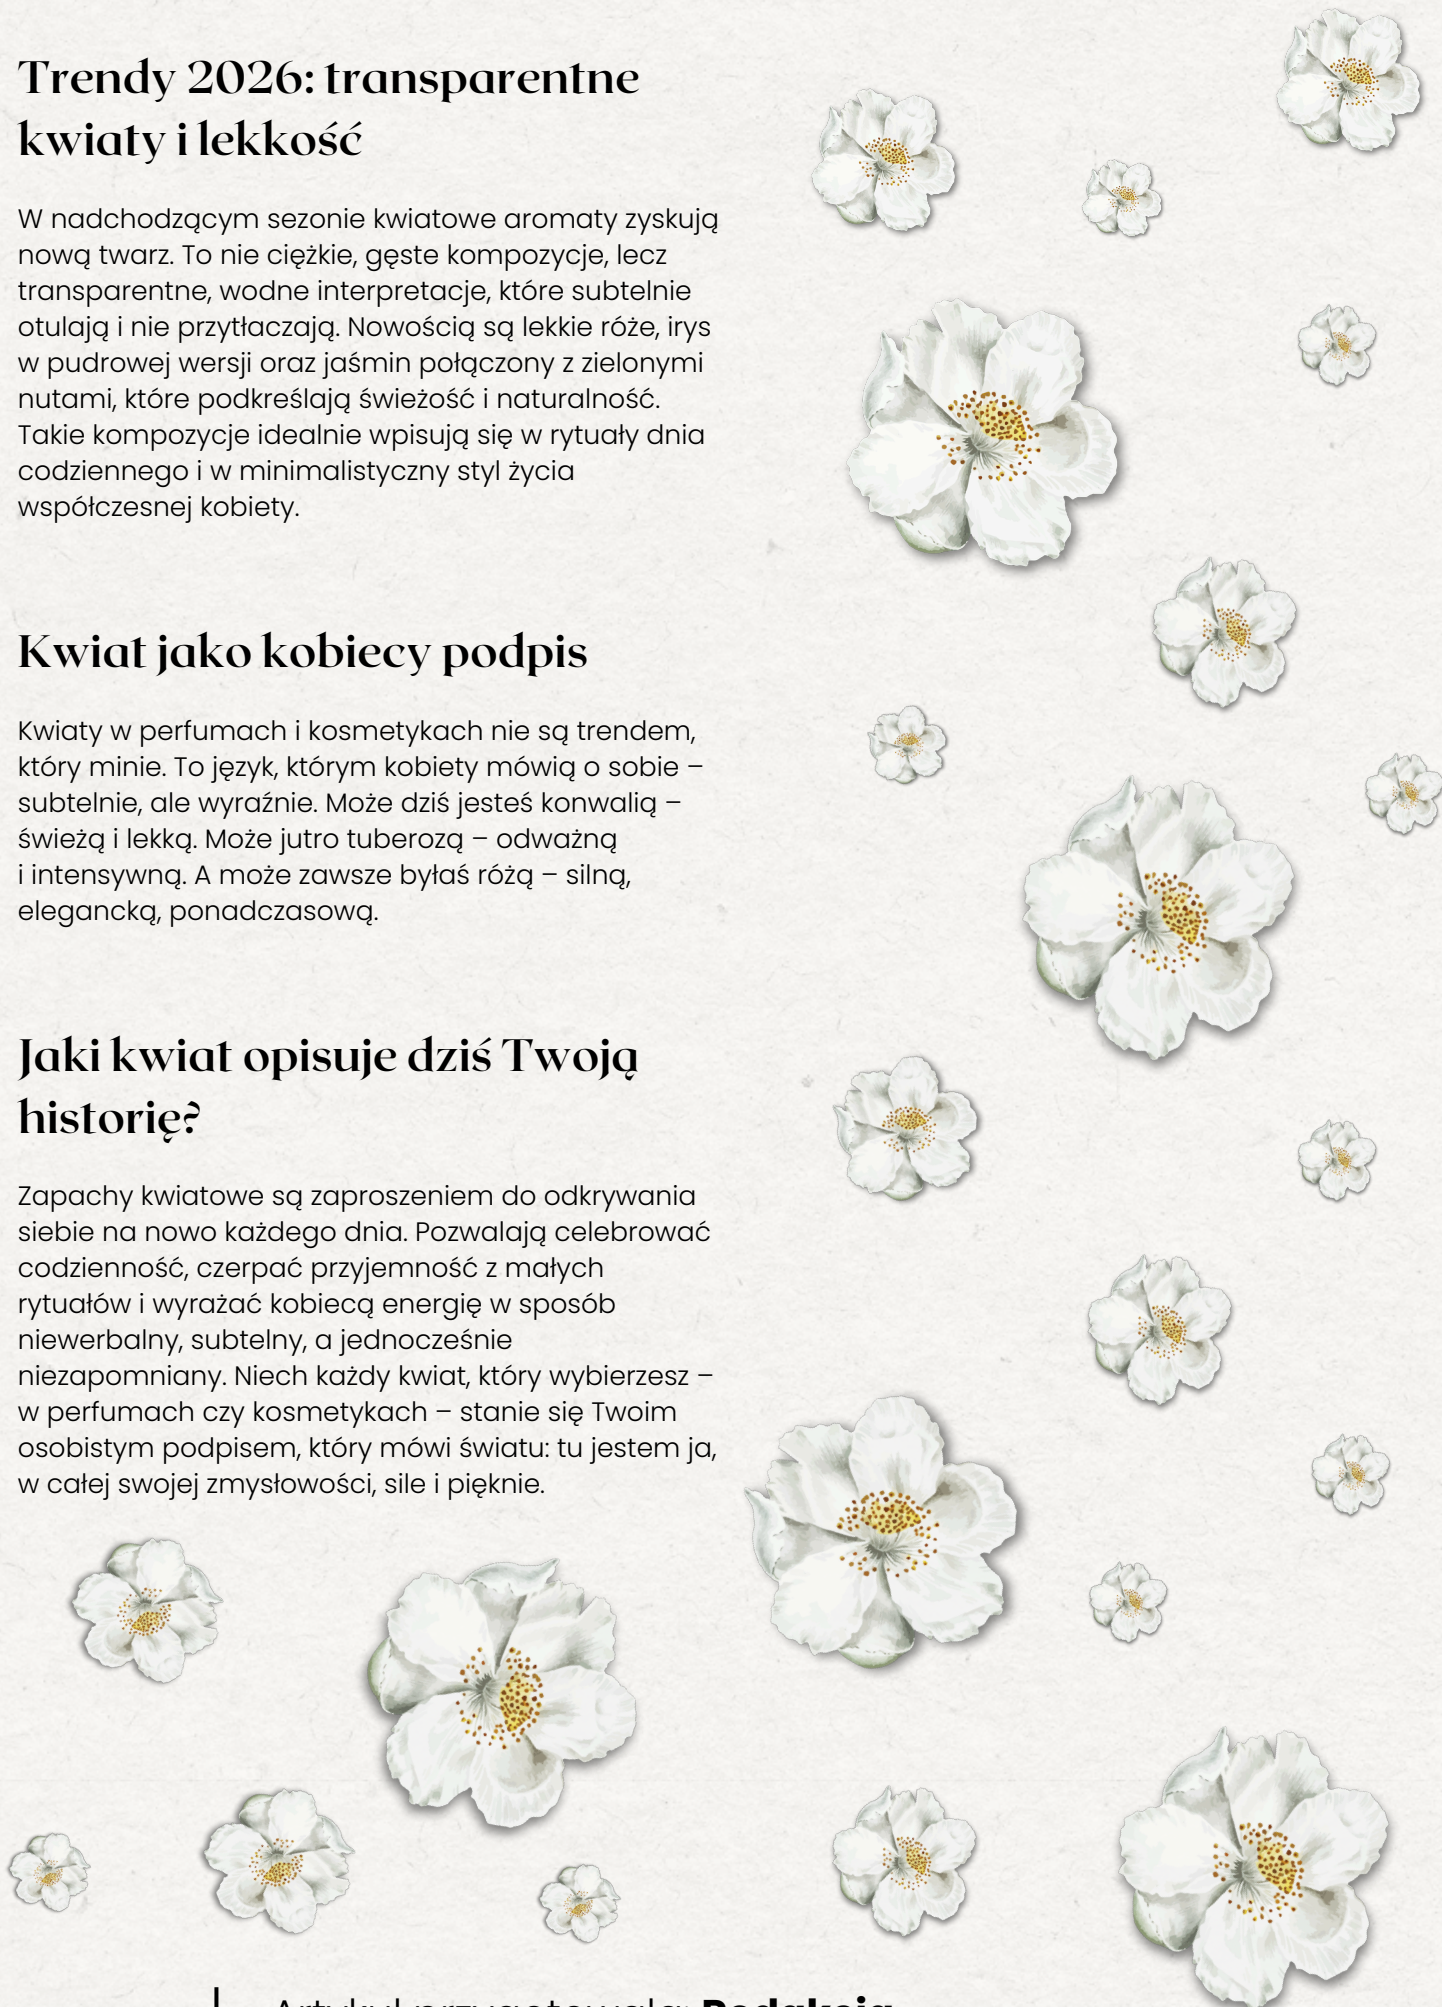 Trendy 2026: transparentne
kwiaty i lekkość
W nadchodzącym sezonie kwiatowe aromaty zyskują
nową twarz. To nie ciężkie, gęste kompozycje, lecz
transparentne, wodne interpretacje, które subtelnie
otulają i nie przytłaczają. Nowością są lekkie róże, irys
w pudrowej wersji oraz jaśmin połączony z zielonymi
nutami, które podkreślają świeżość i naturalność.
Takie kompozycje idealnie wpisują się w rytuały dnia
codziennego i w minimalistyczny styl życia
współczesnej kobiety.
Kwiat jako kobiecy podpis
Kwiaty w perfumach i kosmetykach nie są trendem,
który minie. To język, którym kobiety mówią o sobie –
subtelnie, ale wyraźnie. Może dziś jesteś konwalią –
świeżą i lekką. Może jutro tuberozą – odważną
i intensywną. A może zawsze byłaś różą – silną,
elegancką, ponadczasową.
Jaki kwiat opisuje dziś Twoją
historię?
Zapachy kwiatowe są zaproszeniem do odkrywania
siebie na nowo każdego dnia. Pozwalają celebrować
codzienność, czerpać przyjemność z małych
rytuałów i wyrażać kobiecą energię w sposób
niewerbalny, subtelny, a jednocześnie
niezapomniany. Niech każdy kwiat, który wybierzesz –
w perfumach czy kosmetykach – stanie się Twoim
osobistym podpisem, który mówi światu: tu jestem ja,
w całej swojej zmysłowości, sile i pięknie.
Artykuł przygotowała: Redakcja